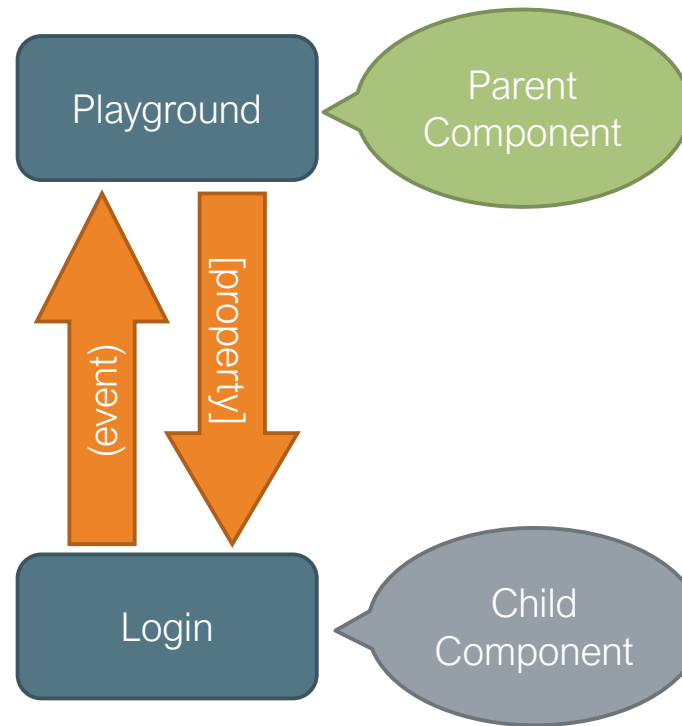 Playground
Parent
Component
(event)
[property]
Login
Child
Component